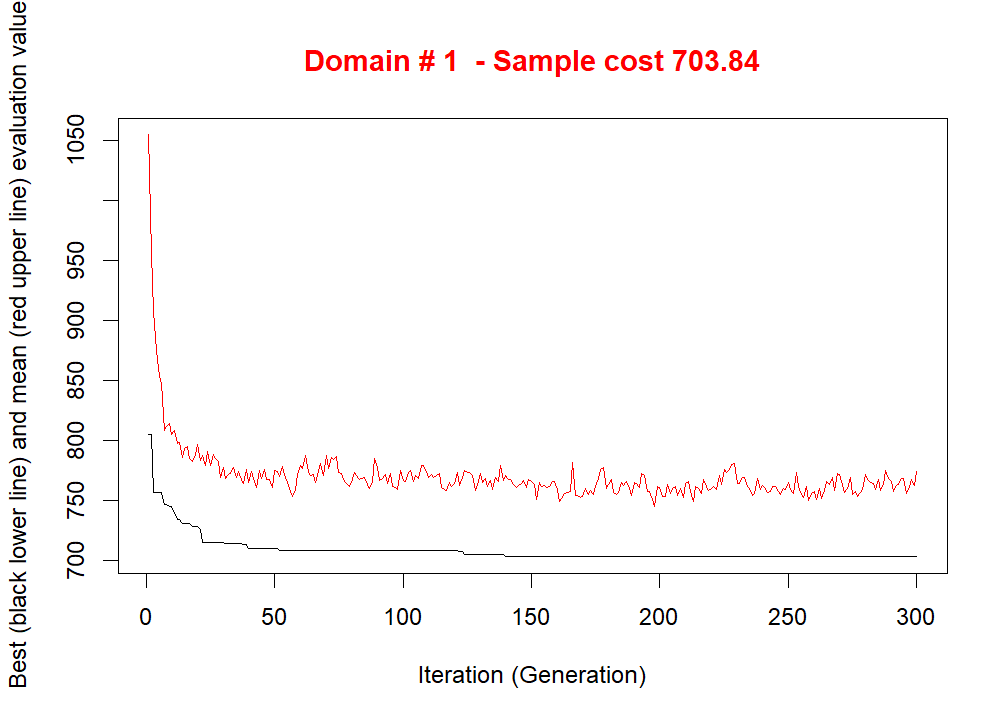 Domain # 1  - Sample cost 703.84
Best (black lower line) and mean (red upper line) evaluation value
1050
950
900
850
800
750
700
0 50 100 150 200 250 300
Iteration (Generation)